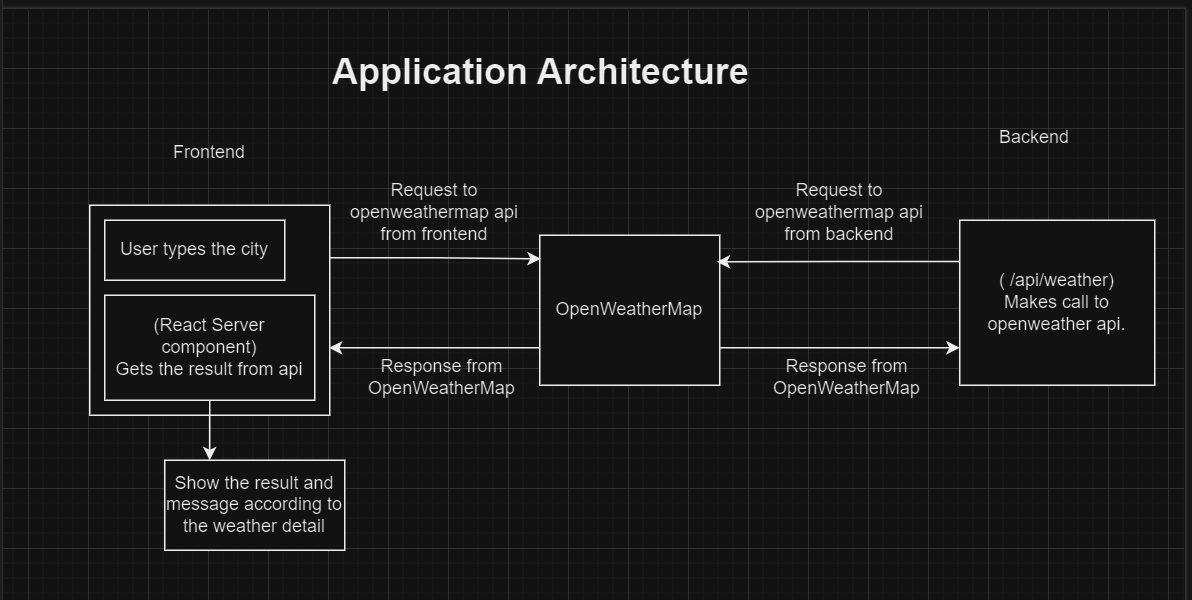 Application Architecture
Frontend
Backend
Request to
openweathermap api
from frontend
Request to
openweathermap api
from backend
User types the city
(React Server
component)
Gets the result from api
OpenWeatherMap
( /api/weather)
Makes call to
openweather api.
Response from
OpenWeatherMap
Response from
OpenWeatherMap
Show the result and
message according to
the weather detail